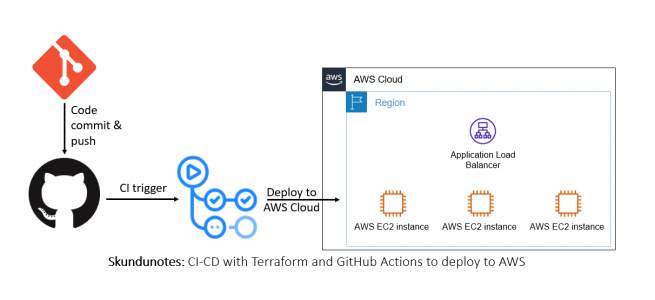 Code
commit &
push
CI trigger
Deploy to
AWS Cloud
aws
AWS Cloud
Region
Application Load
Balancer
AWS EC2 instance
AWS EC2 instance
AWS EC2 instance
Skundunotes: CI-CD with Terraform and GitHub Actions to deploy to AWS